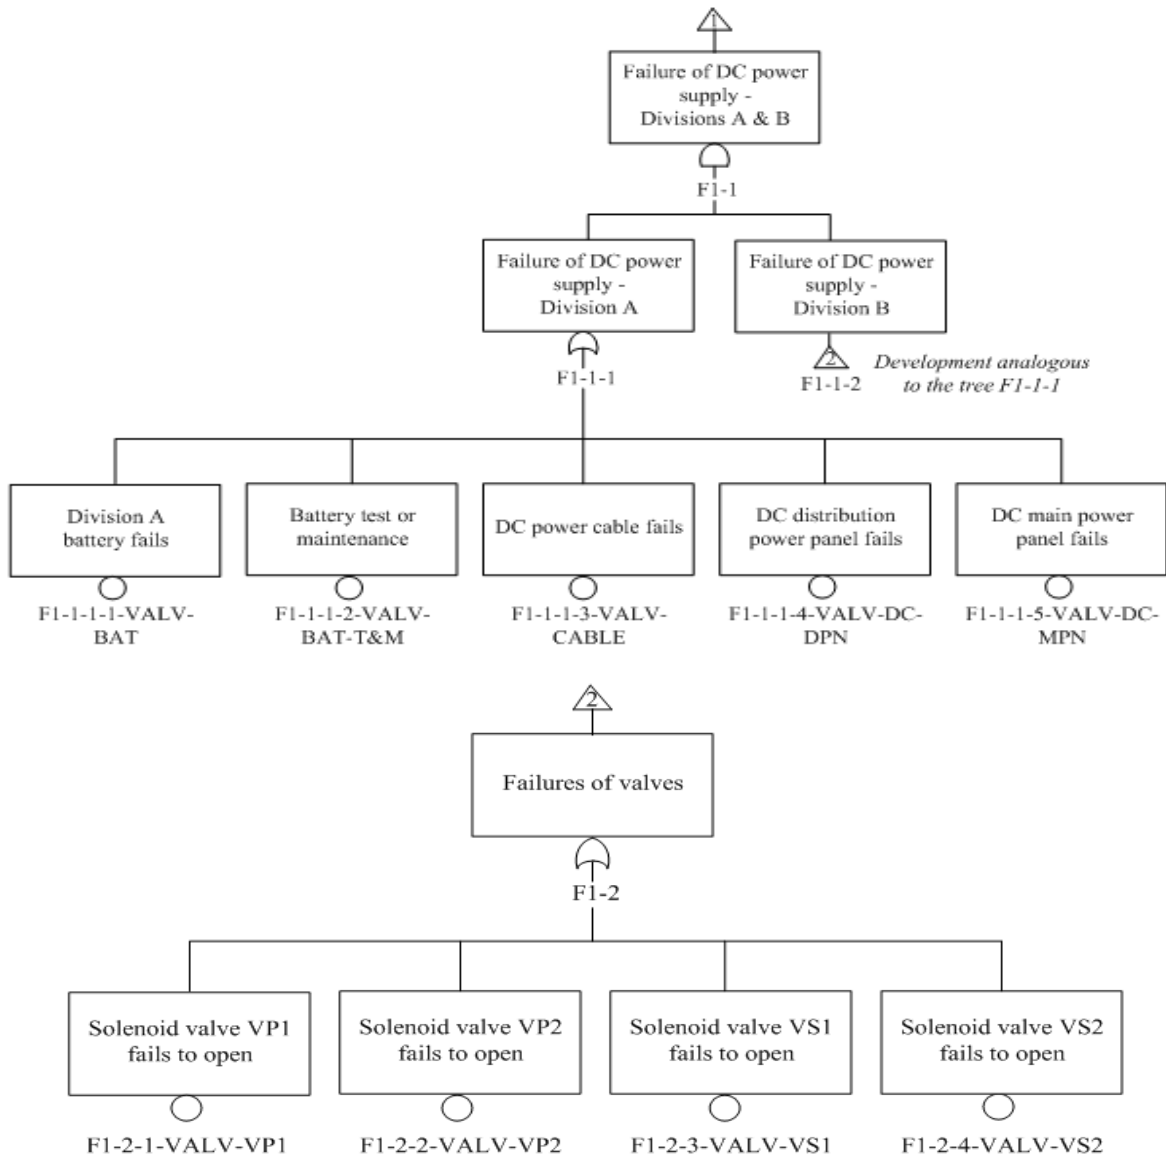 1
Failure of DC power
supply -
Divisions A & B
F1-1
Failure of DC power
supply -
Division A
F1-1-1
Failure of DC power
supply -
Division B
2
F1-1-2
Development analogous
to the tree F1-1-1
Division A
battery fails
F1-1-1-1-VALV-
BAT
Battery test or
maintenance
F1-1-1-2-VALV-
BAT-T&M
DC power cable fails
F1-1-1-3-VALV-
CABLE
DC distribution
power panel fails
F1-1-1-4-VALV-DC-
DPN
DC main power
panel fails
F1-1-1-5-VALV-DC-
MPN
2
Failures of valves
F1-2
Solenoid valve VP1
fails to open
F1-2-1-VALV-VP1
Solenoid valve VP2
fails to open
F1-2-2-VALV-VP2
Solenoid valve VS1
fails to open
F1-2-3-VALV-VS1
Solenoid valve VS2
fails to open
F1-2-4-VALV-VS2